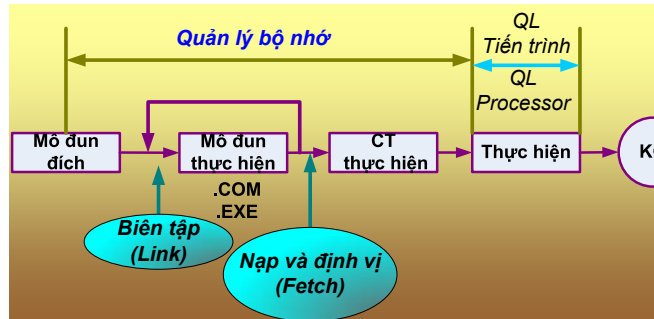 Quản lý bộ nhớ
QL
Tiến trình
QL
Processor
Mô đun
đích
Mô đun
thực hiện
CT
thực hiện
Thực hiện
.COM
.EXE
Biên tập
(Link)
Nạp và định vị
(Fetch)